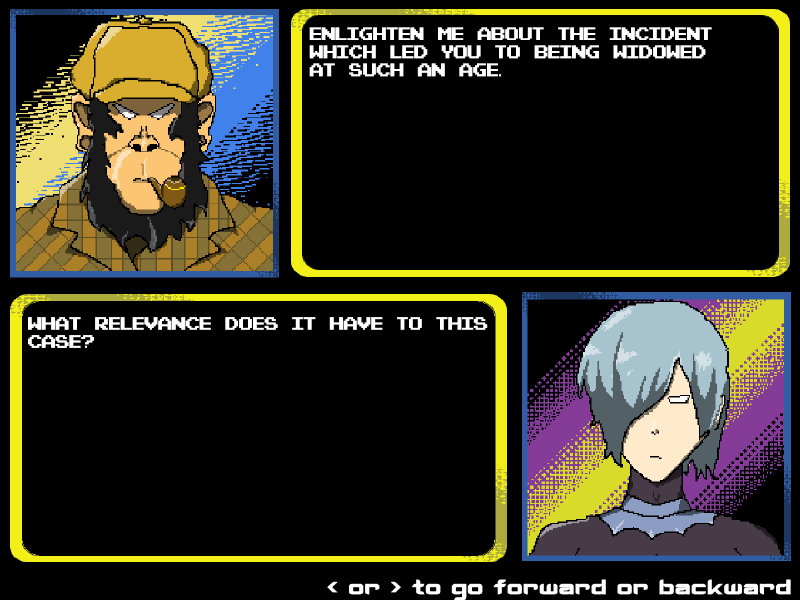 ENLIGHTEN ME ABOUT THE INCIDENT
WHICH LED YOU TO BEING WIDOWED
AT SUCH AN AGE.
WHAT RELEVANCE DOES IT HAVE TO THIS
CASE?
< or > to go forward or backward